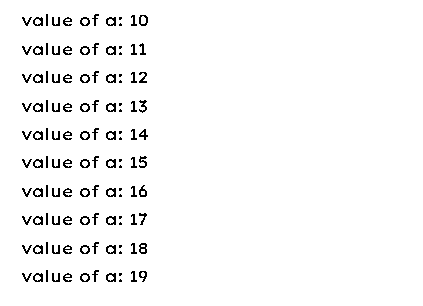 value of a: 10
value of a: 11
value of a: 12
value of a: 13
value of a: 14
value of a: 15
value of a: 16
value of a: 17
value of a: 18
value of a: 19